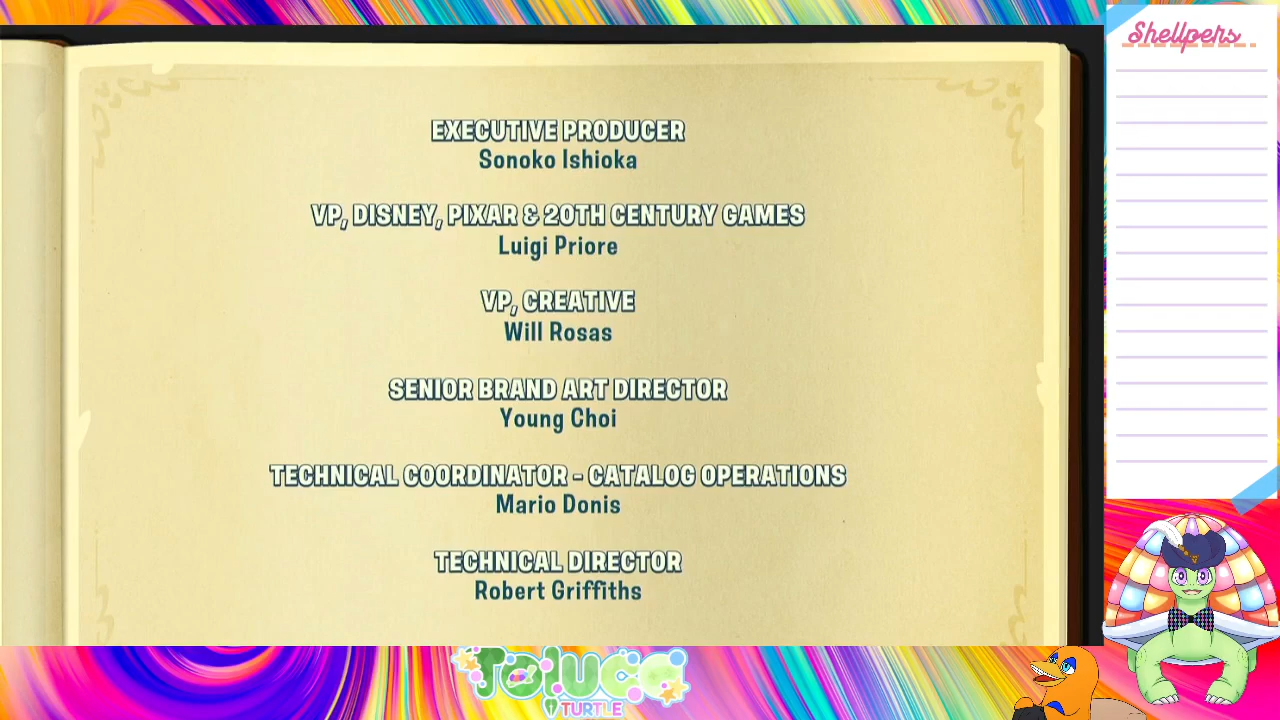 Shellpers
EXECUTIVE PRODUCER
Sonoko Ishioka
VP, DISNEY, PIXAR & 20TH CENTURY GAMES
Luigi Priore
VP, CREATIVE
Will Rosas
SENIOR BRAND ART DIRECTOR
Young Choi
TECHNICAL COORDINATOR - CATALOG OPERATIONS
Mario Donis
TECHNICAL DIRECTOR
Robert Griffiths
Toluca
TURTLE